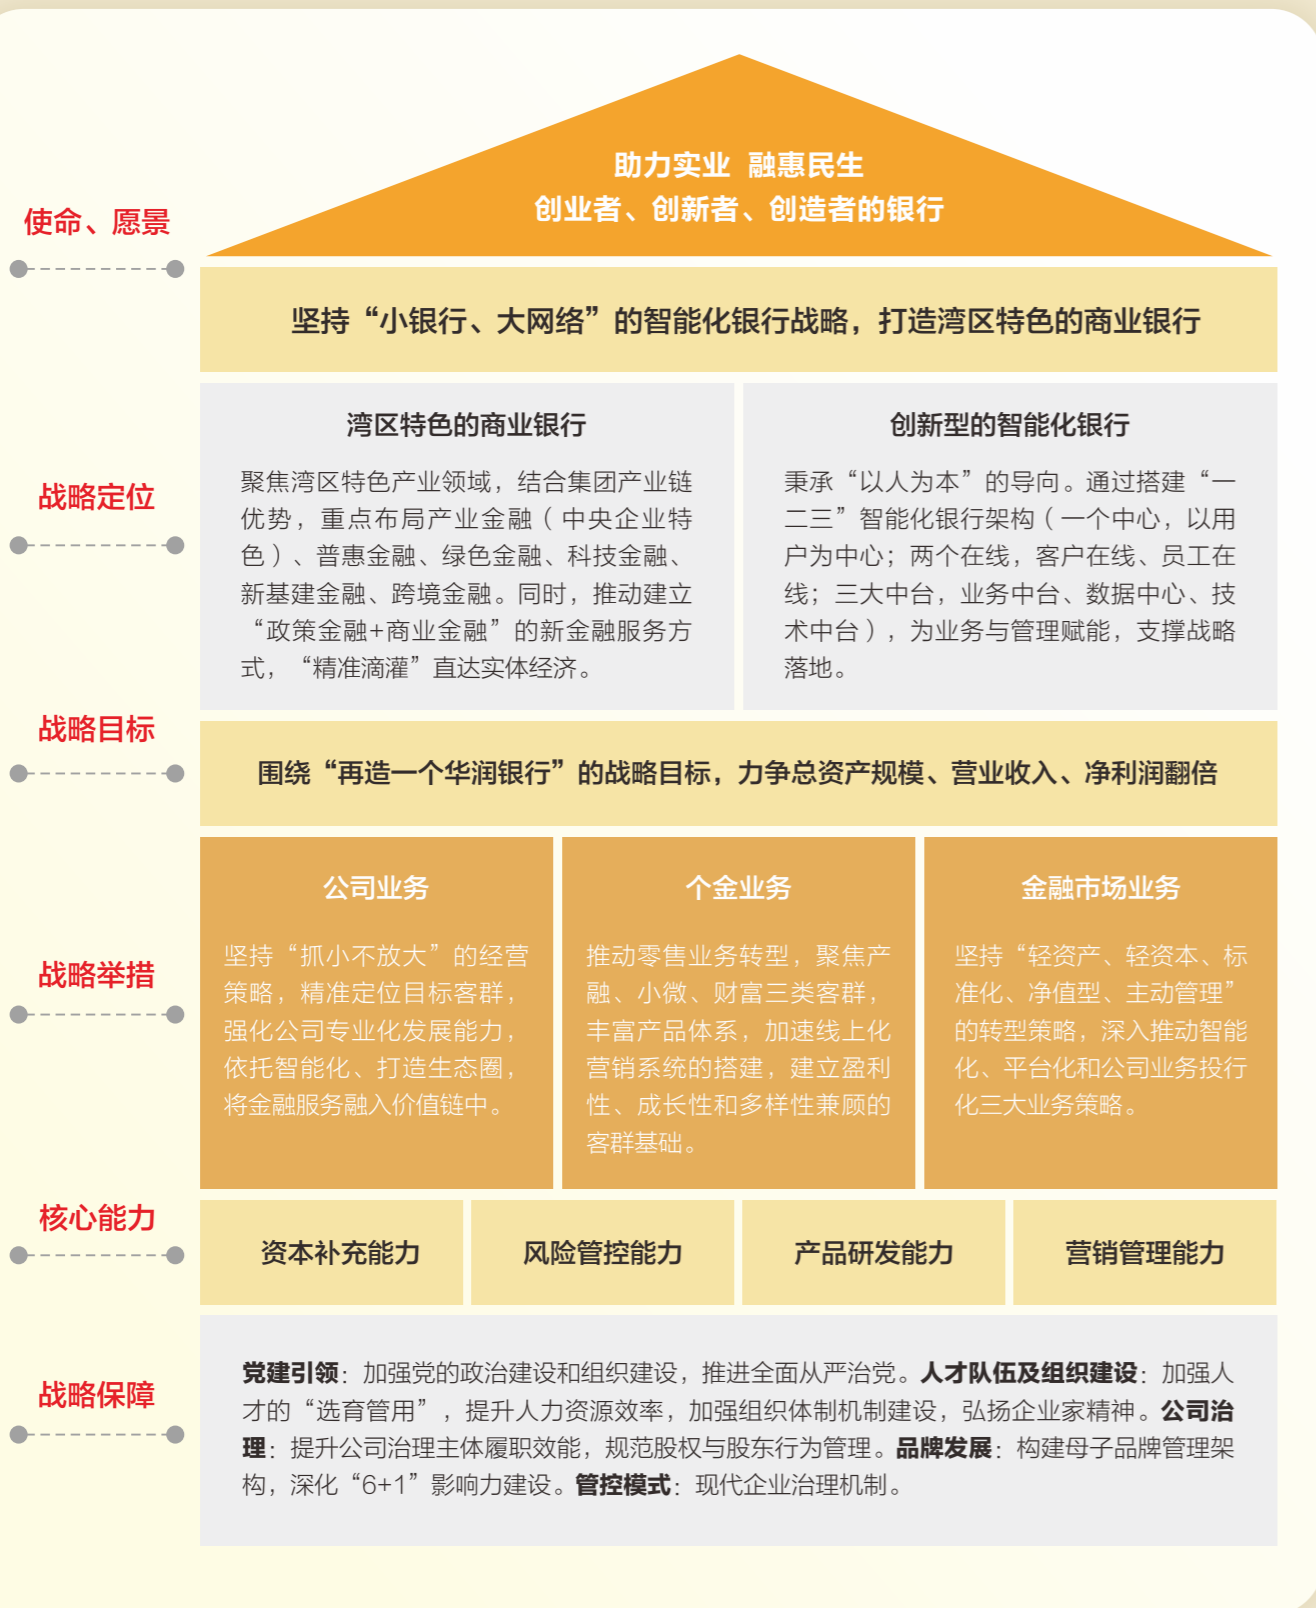 助力实业 融惠民生
创业者、创新者、创造者的银行
使命、愿景
坚持“小银行、大网络”的智能化银行战略，打造湾区特色的商业银行
战略定位
湾区特色的商业银行
聚焦湾区特色产业领域，结合集团产业链
优势，重点布局产业金融（中央企业特
色）、普惠金融、绿色金融、科技金融、
新基建金融、跨境金融。同时，推动建立
“政策金融+商业金融”的新金融服务方
式，“精准滴灌”直达实体经济。
创新型的智能化银行
秉承“以人为本”的导向。通过搭建“一
二三”智能化银行架构（一个中心，以用
户为中心；两个在线，客户在线、员工在
线；三大中台，业务中台、数据中心、技
术中台），为业务与管理赋能，支撑战略
落地。
战略目标
围绕“再造一个华润银行”的战略目标，力争总资产规模、营业收入、净利润翻倍
战略举措
公司业务
坚持“抓小不放大”的经营
策略，精准定位目标客群，
强化公司专业化发展能力，
依托智能化、打造生态圈，
将金融服务融入价值链中。
个金业务
推动零售业务转型，聚焦产
融、小微、财富三类客群，
丰富产品体系，加速线上化
营销系统的搭建，建立盈利
性、成长性和多样性兼顾的
客群基础。
金融市场业务
坚持“轻资产、轻资本、标
准化、净值型、主动管理”
的转型策略，深入推动智能
化、平台化和公司业务投行
化三大业务策略。
核心能力
资本补充能力
风险管控能力
产品研发能力
营销管理能力
战略保障
党建引领：加强党的政治建设和组织建设，推进全面从严治党。人才队伍及组织建设：加强人
才的“选育管用”，提升人力资源效率，加强组织体制机制建设，弘扬企业家精神。公司治
理：提升公司治理主体履职效能，规范股权与股东行为管理。品牌发展：构建母子品牌管理架
构，深化“6+1”影响力建设。管控模式：现代企业治理机制。